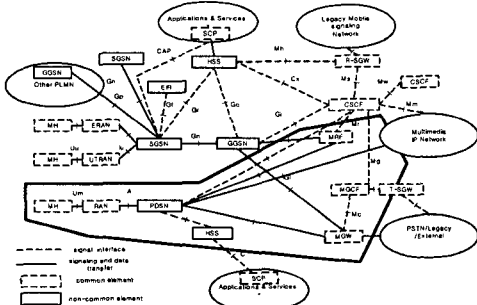 Applications & Services
SCP
Legacy Mobile
signaling
Network
SGSN
CAP
HSS
Mh
R-SGW
Ms
Mw
CSCF
GGSN
Other PLMN
Gn
Gp
EIR
Gf
Gr
Gc
Cx
CSCF
Mm
Gi
MH
ERAN
SGSN
Gn
GGSN
MRF
Mr
Multimedia
IP Network
MH
Uu
UTRAN
Iu
Mg
Gi
MGCF
T-SGW
Um
A
MH
RAN
PDSN
Mc
HSS
MGW
PSTN/Legacy
/External
SCP
Applications & Services
signal interface
signaling and data
transfer
common element
non-common element